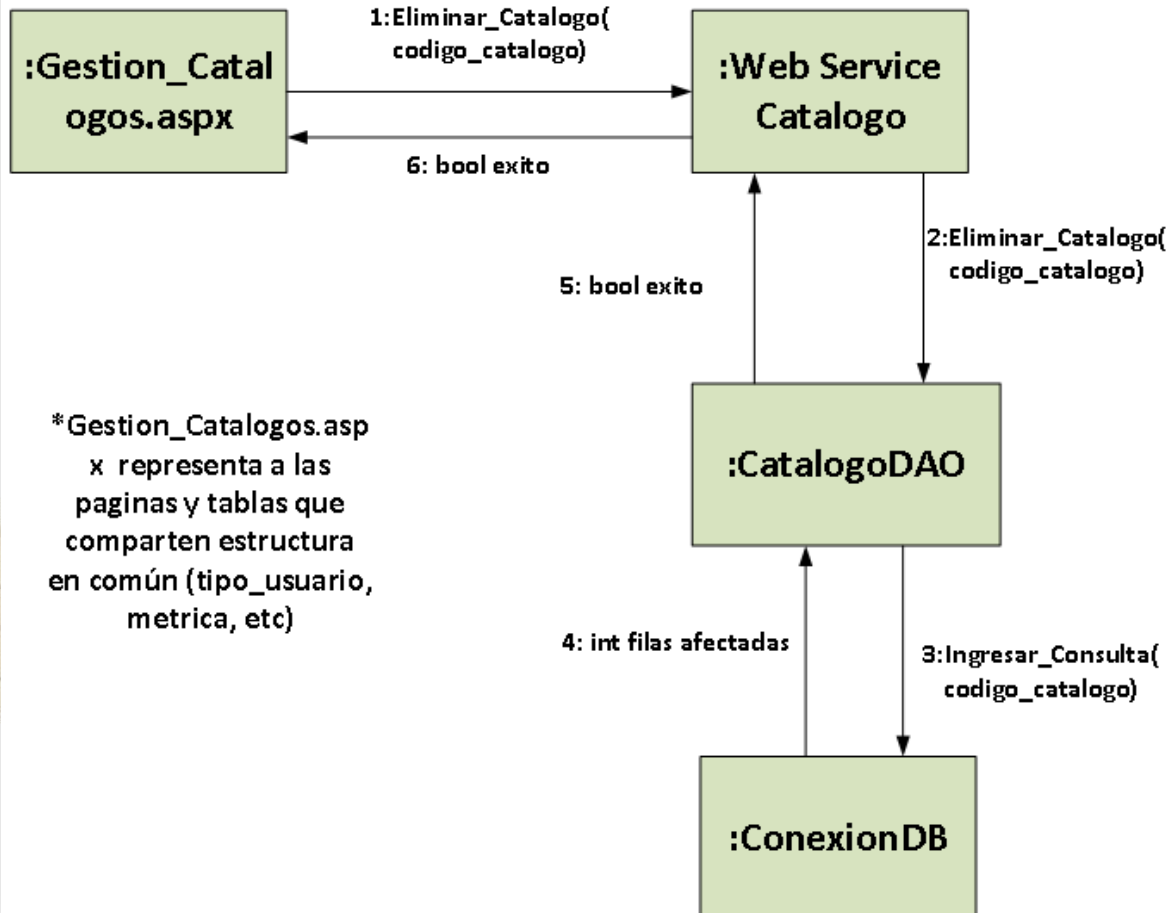 1:Eliminar_Catalogo(
codigo_catalogo)
:Gestion_Catal
ogos.aspx
:Web Service
Catalogo
6: bool exito
2:Eliminar_Catalogo(
codigo_catalogo)
5: bool exito
*Gestion_Catalogos.asp
x representa a las
paginas y tablas que
comparten estructura
en común (tipo_usuario,
metrica, etc)
:CatalogoDAO
4: int filas afectadas
3:Ingresar_Consulta(
codigo_catalogo)
:ConexionDB